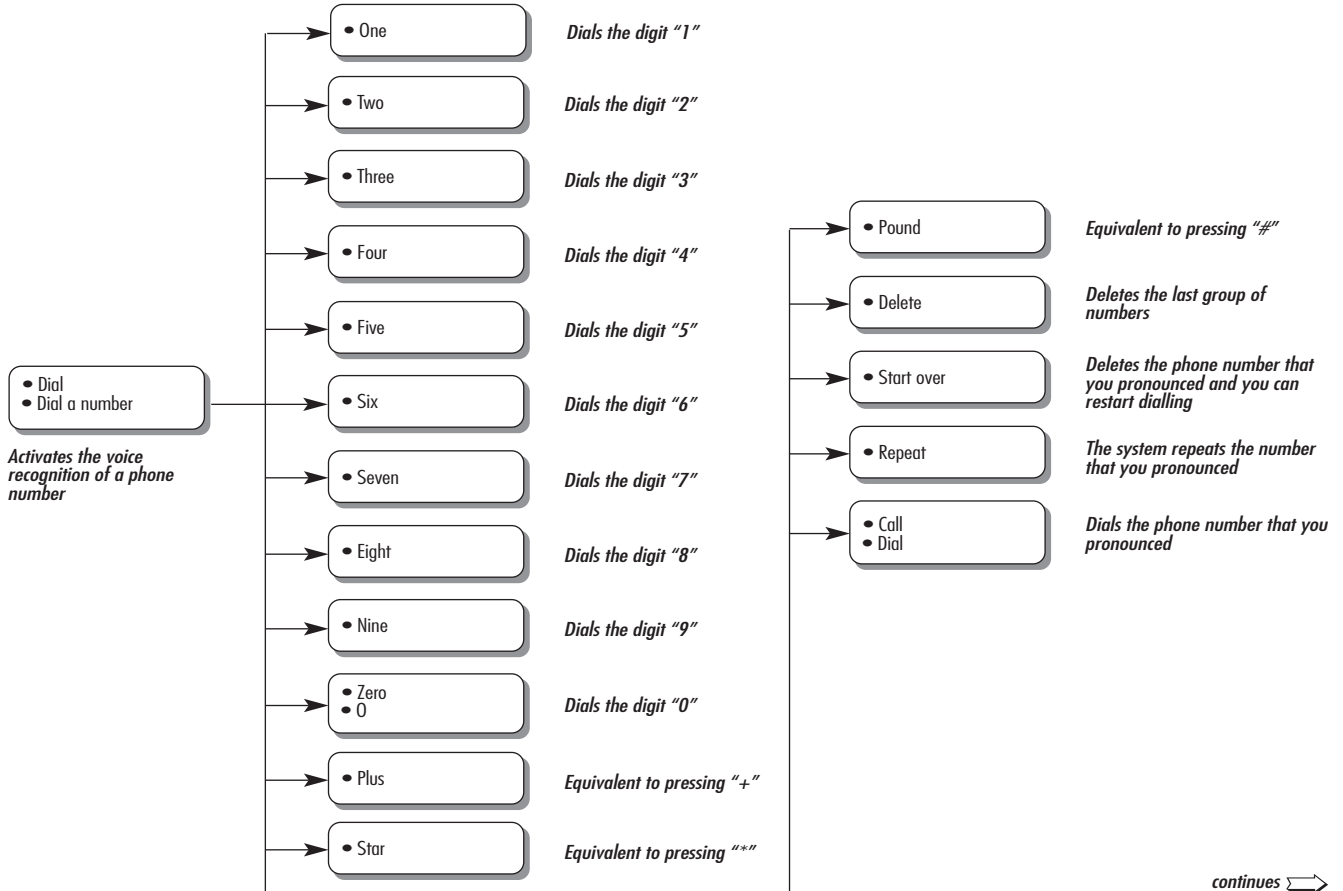 • Dial
• Dial a number
Activates the voice
recognition of a phone
number
• One
Dials the digit “1”
• Two
Dials the digit “2”
• Three
Dials the digit “3”
• Four
Dials the digit “4”
• Five
Dials the digit “5”
• Six
Dials the digit “6”
• Seven
Dials the digit “7”
• Eight
Dials the digit “8”
• Nine
Dials the digit “9”
• Zero
• O
Dials the digit “0”
• Plus
Equivalent to pressing “+”
• Star
Equivalent to pressing “*”
• Pound
Equivalent to pressing “#”
• Delete
Deletes the last group of
numbers
• Start over
Deletes the phone number that
you pronounced and you can
restart dialling
• Repeat
The system repeats the number
that you pronounced
• Call
• Dial
Dials the phone number that you
pronounced
continues